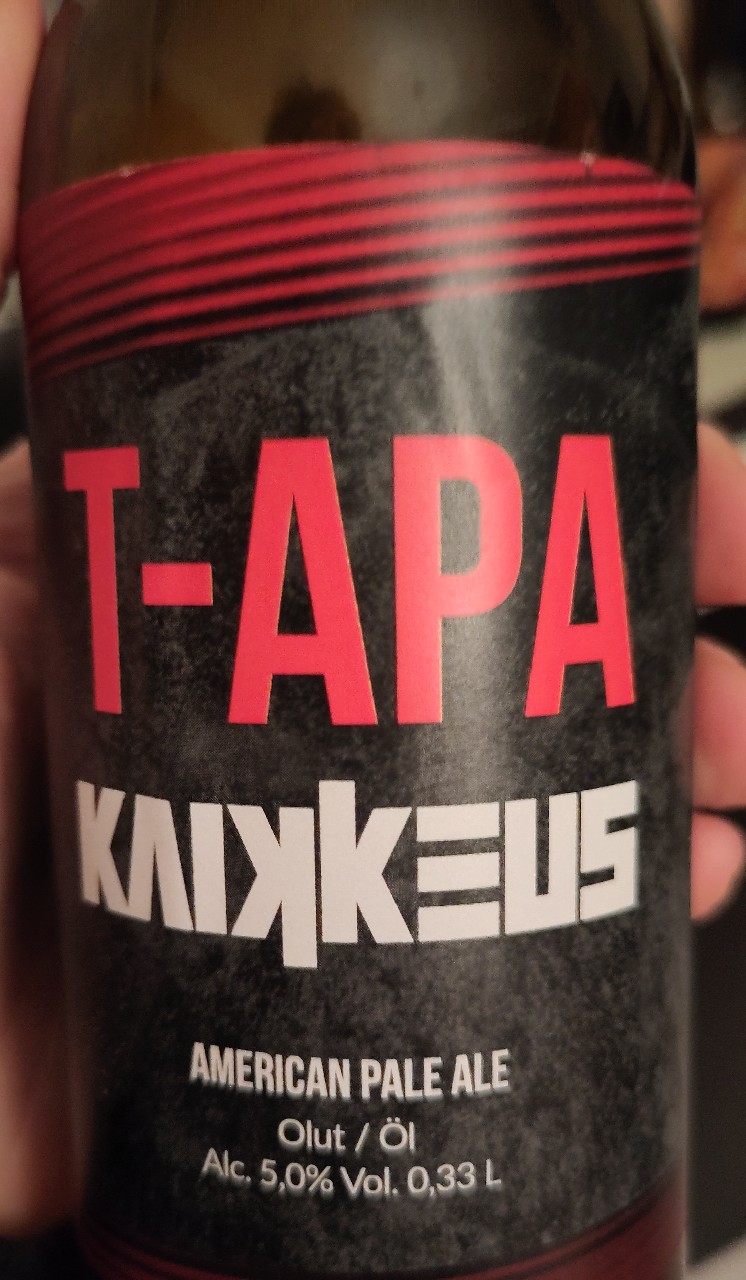 T-APA
KAIKKEUS
AMERICAN PALE ALE
Olut / Öl
Alc. 5,0% Vol. 0,33 L